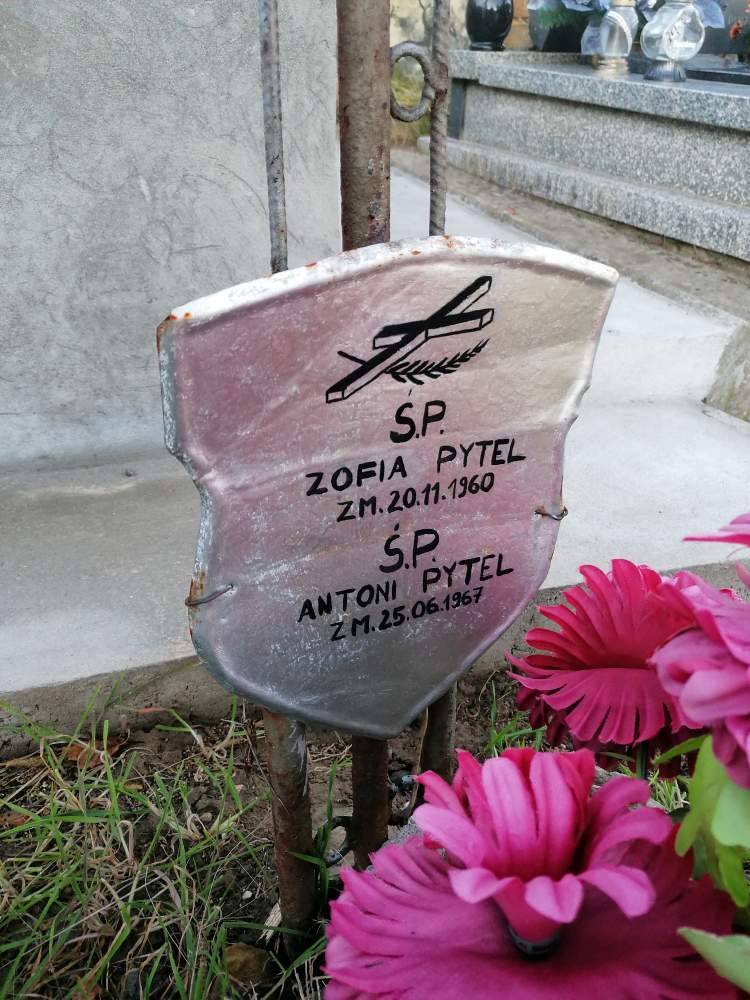 Ś.P.
ZOFIA PYTEL
ZM. 20.11.1960
Ś.P.
ANTONI PYTEL
ZM. 25.06.1967